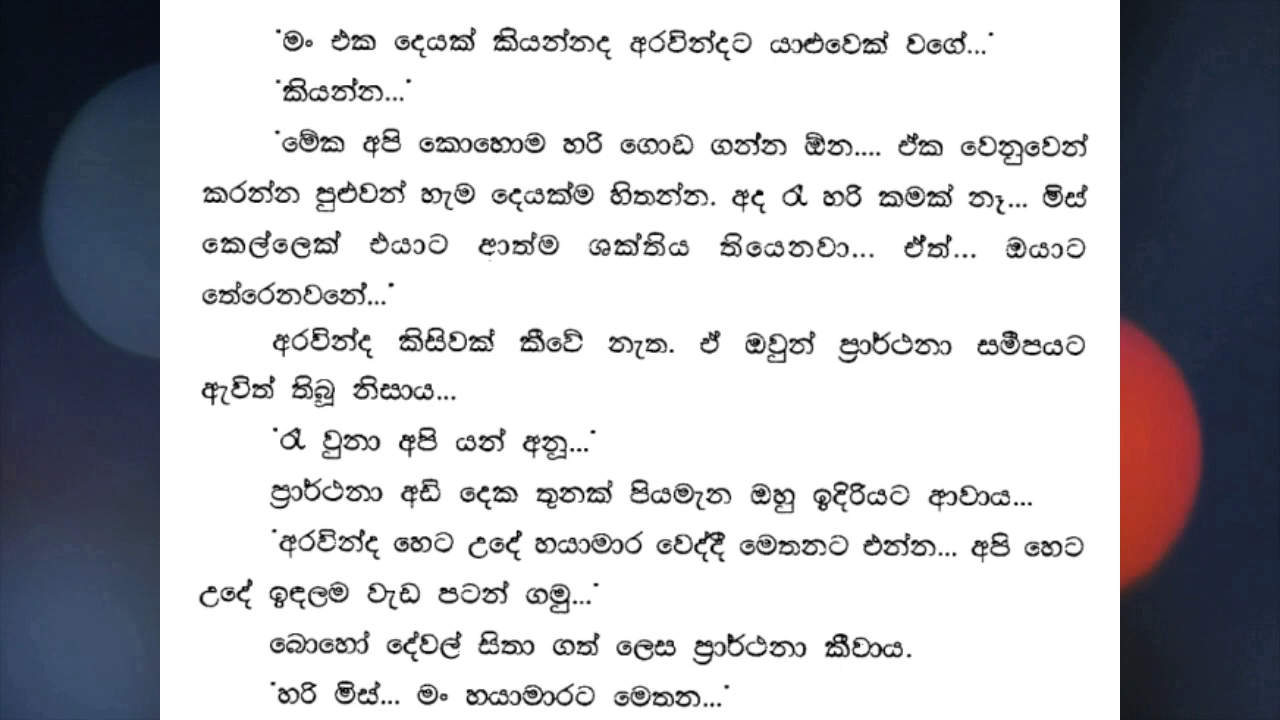 'මං එක දෙයක් කියන්නද අරවින්දට යාළුවෙක් වගේ...'
'කියන්න...'
'මේක අපි කොහොම හරි ගොඩ ගන්න ඕන.... ඒක වෙනුවෙන්
කරන්න පුළුවන් හැම දෙයක්ම හිතන්න. අද රෑ හරි කමක් නෑ... මිස්
කෙල්ලෙක් එයාට ආත්ම ශක්තිය තියෙනවා... ඒත්... ඔයාට
තේරෙනවනේ...'
අරවින්ද කිසිවක් කීවේ නැත. ඒ ඔවුන් ප්‍රාර්ථනා සමීපයට
ඇවිත් තිබූ නිසාය...
'රෑ වුනා අපි යන් අනූ...'
ප්‍රාර්ථනා අඩි දෙක තුනක් පියමැන ඔහු ඉදිරියට ආවාය...
'අරවින්ද හෙට උදේ හයාමාර වෙද්දී මෙතනට එන්න... අපි හෙට
උදේ ඉඳලම වැඩ පටන් ගමු...'
බොහෝ දේවල් සිතා ගත් ලෙස ප්‍රාර්ථනා කීවාය.
'හරි මිස්... මං හයාමාරට මෙතන...'